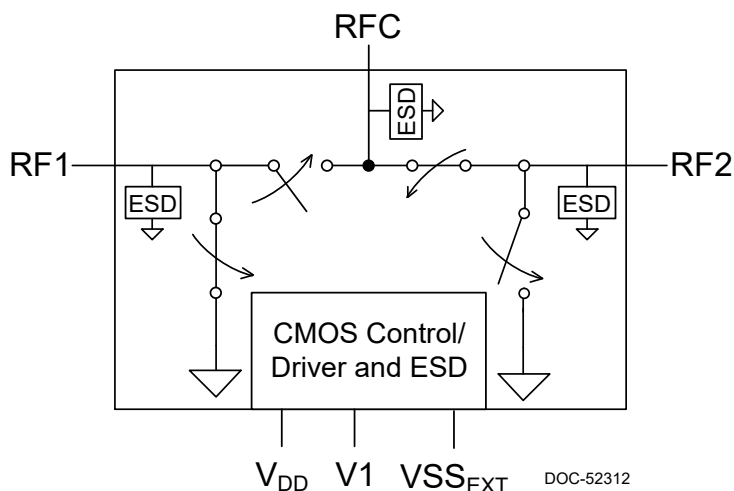 RFC
ESD
RF1
RF2
ESD
ESD
CMOS Control/
Driver and ESD
VDD V1 VSSEXT DOC-52312